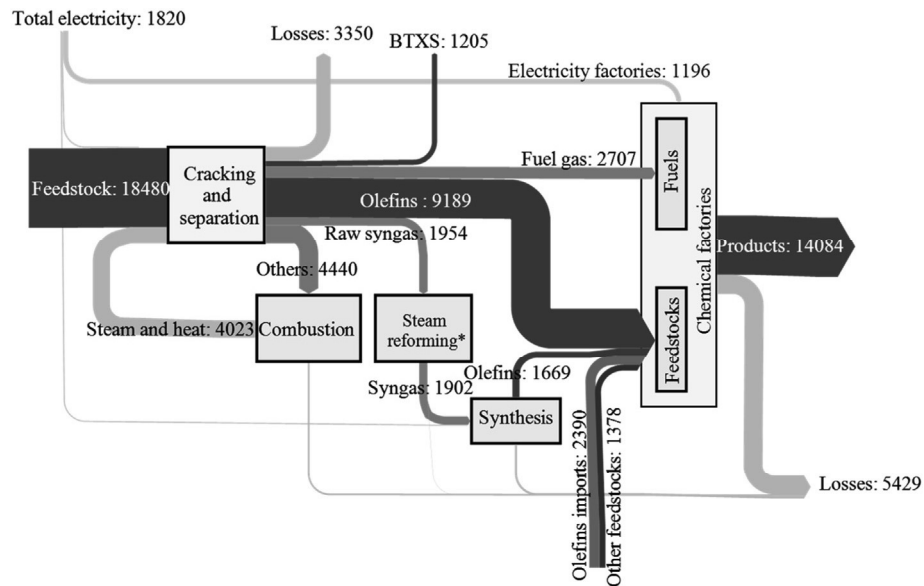 Total electricity: 1820
Losses: 3350
BTXS: 1205
Electricity factories: 1196
Feedstock: 18480
Cracking and
separation
Fuel gas: 2707
Fuels
Olefins : 9189
Raw syngas: 1954
Chemical factories
Products: 14084
Others: 4440
Steam and heat: 4023
Combustion
Steam
reforming*
Feedstocks
Olefins: 1669
Syngas: 1902
Synthesis
Olefins imports: 2390
Other feedstocks: 1378
Losses: 5429